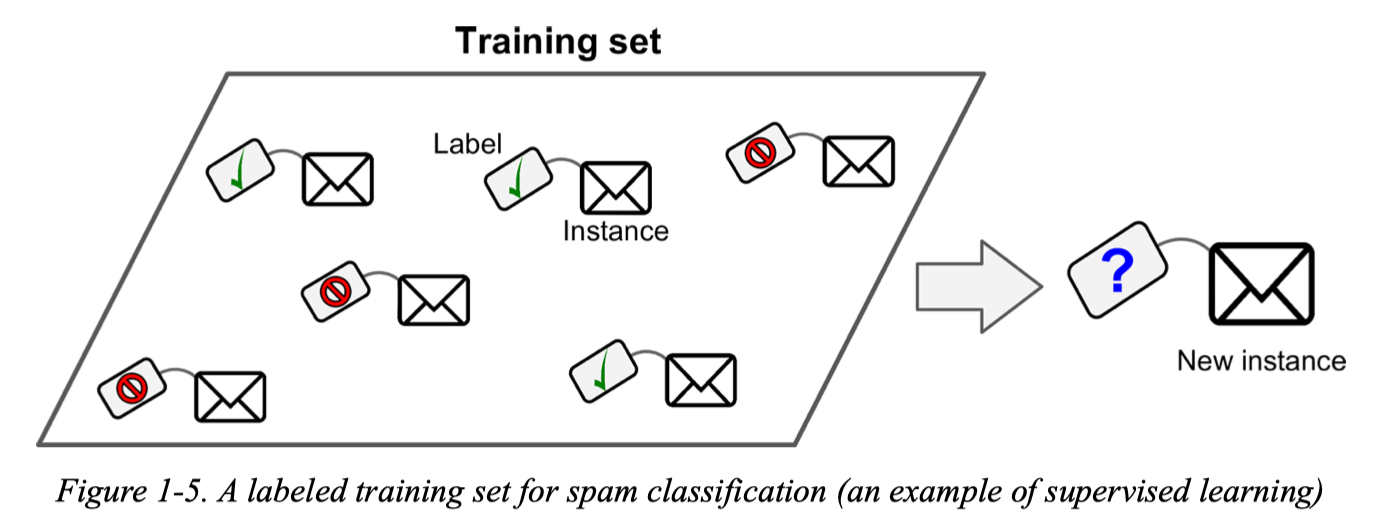 Training set
Label
Instance
?
New instance
Figure 1-5. A labeled training set for spam classification (an example of supervised learning)